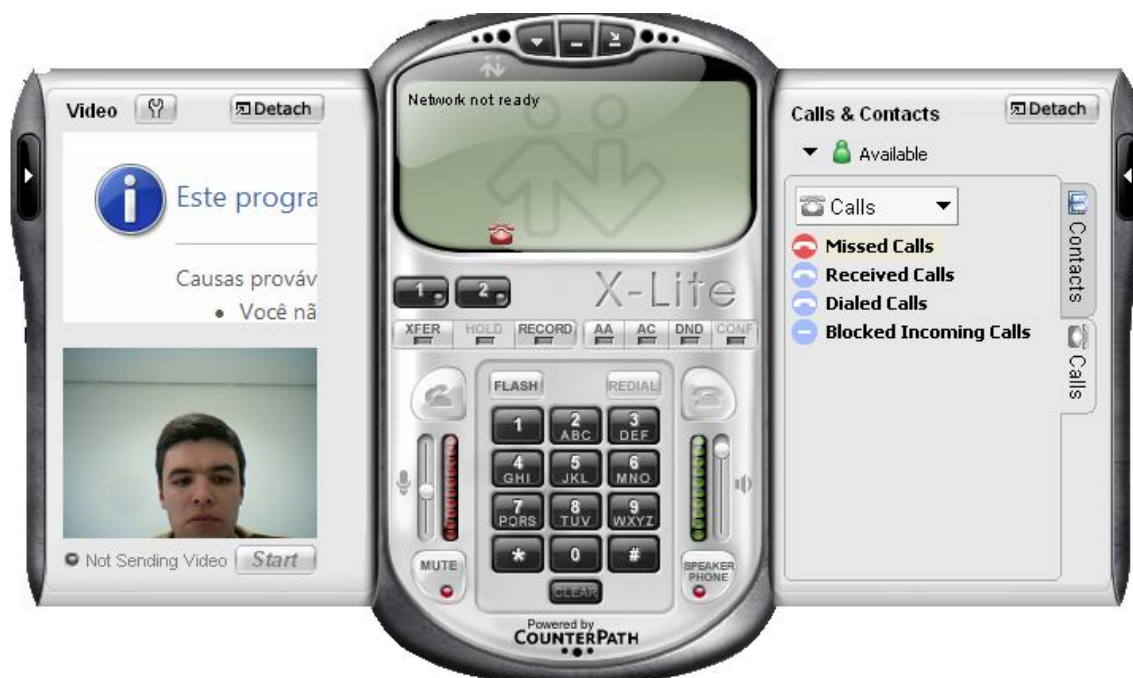 Video
Detach
Este progra
Causas prováv
• Você nã
Not Sending Video
Start
Network not ready
1
2
X-Lite
XFER HOLD RECORD AA AC DND CONF
FLASH REDIAL
1 2 ABC 3 DEF
4 GHI 5 JKL 6 MNO
7 PQRS 8 TUV 9 WXYZ
* 0 #
MUTE
SPEAKER PHONE
CLEAR
Powered by
COUNTERPATH
Calls & Contacts
Detach
Available
Calls
Missed Calls
Received Calls
Dialed Calls
Blocked Incoming Calls
Contacts
Calls